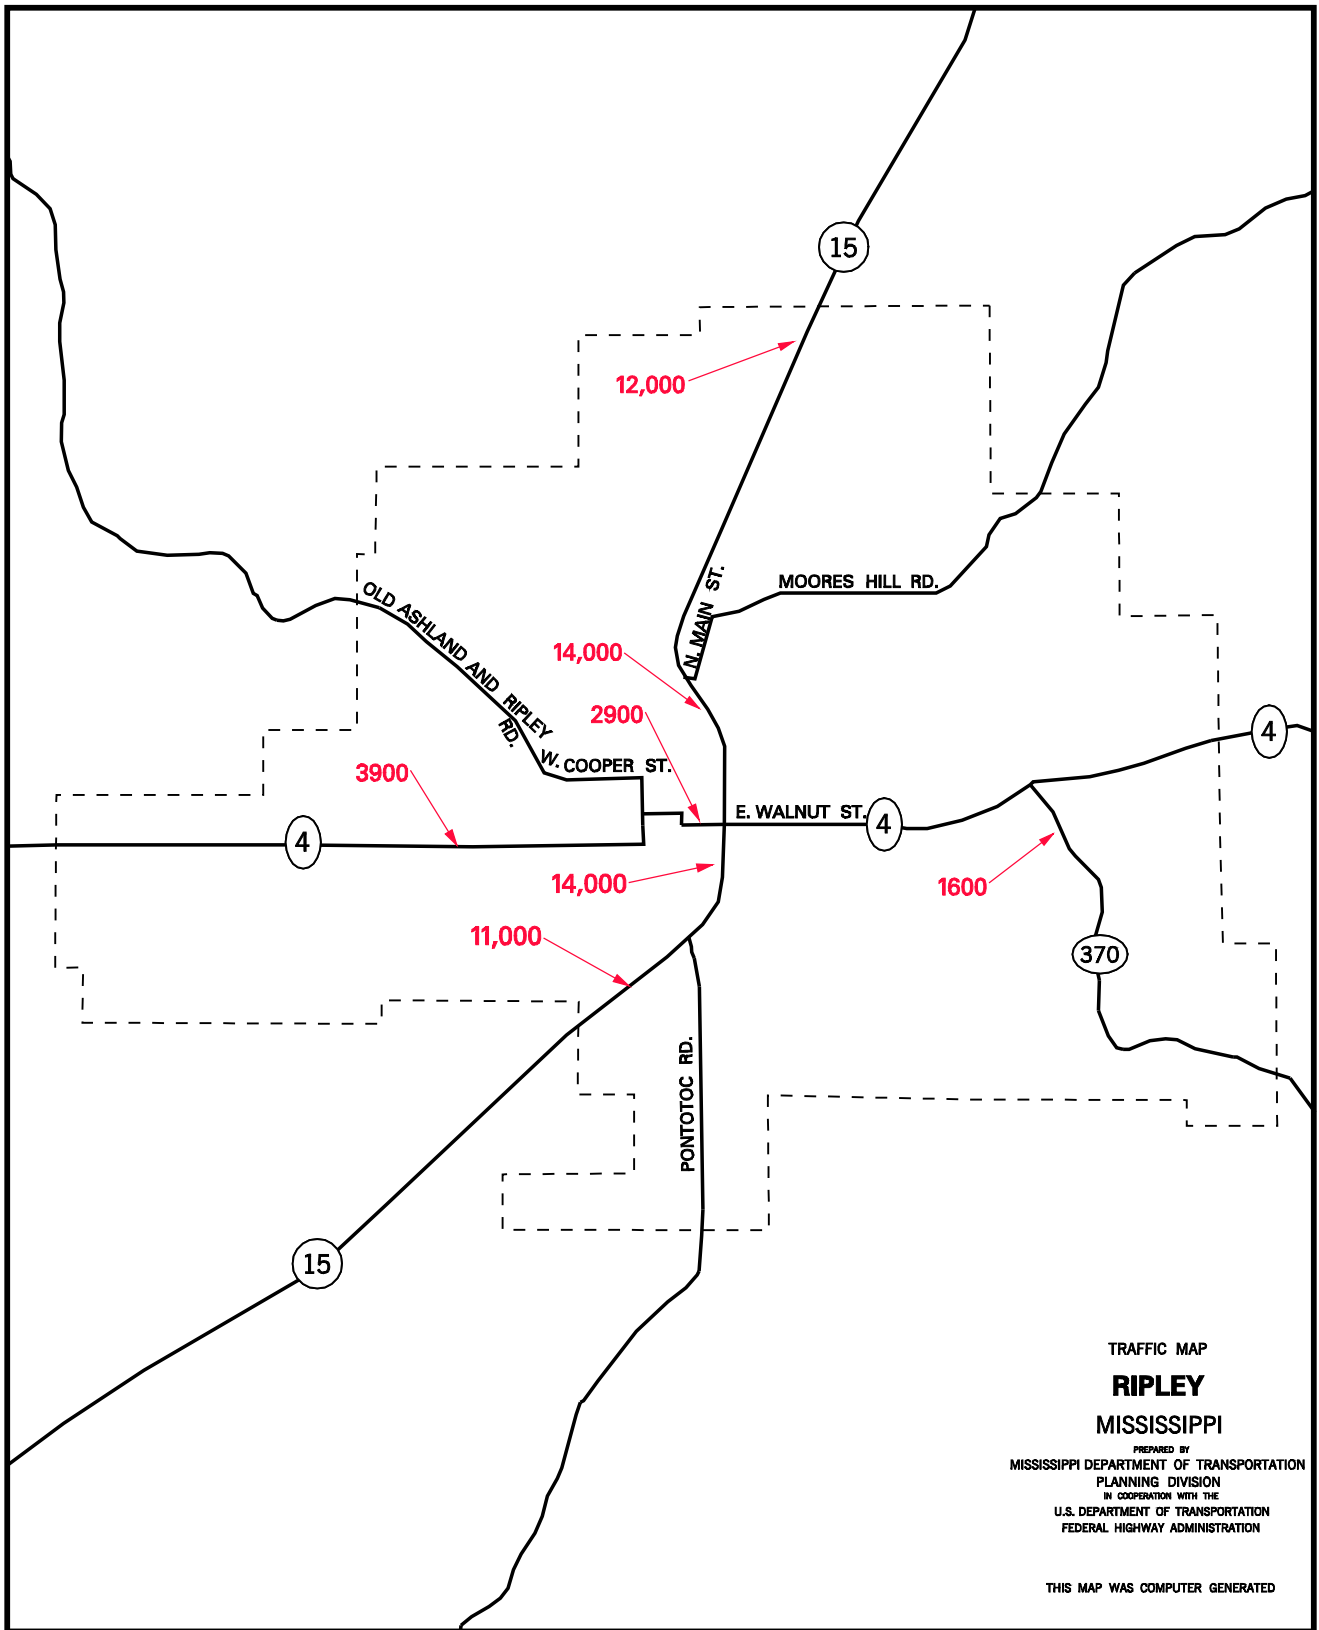 15
12,000
OLD ASHLAND AND RIPLEY RD.
N. MAIN ST.
MOORES HILL RD.
14,000
2900
4
W. COOPER ST.
3900
E. WALNUT ST.
4
4
14,000
1600
11,000
370
PONTOTOC RD.
15
TRAFFIC MAP
RIPLEY
MISSISSIPPI
PREPARED BY
MISSISSIPPI DEPARTMENT OF TRANSPORTATION
PLANNING DIVISION
IN COOPERATION WITH THE
U.S. DEPARTMENT OF TRANSPORTATION
FEDERAL HIGHWAY ADMINISTRATION
THIS MAP WAS COMPUTER GENERATED